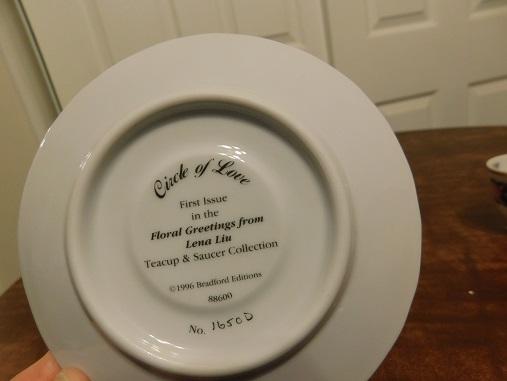 Circle of Love
First Issue
in the
Floral Greetings from
Lena Liu
Teacup & Saucer Collection
©1996 Bradford Editions
88600
No. 1650D